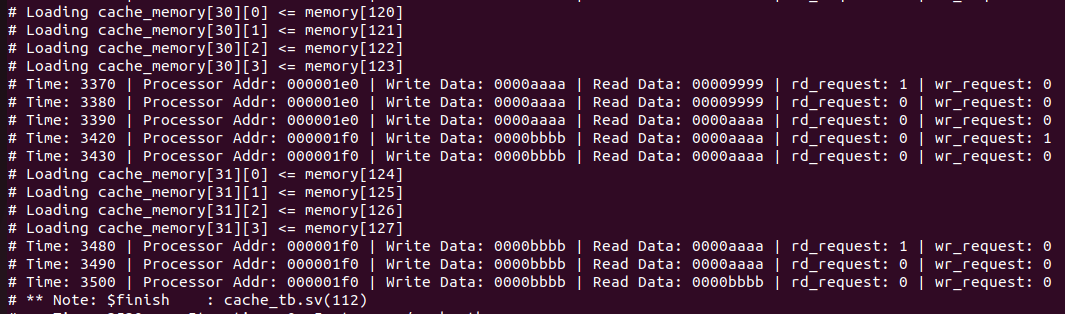 # Loading cache_memory[30][0] <= memory[120]
# Loading cache_memory[30][1] <= memory[121]
# Loading cache_memory[30][2] <= memory[122]
# Loading cache_memory[30][3] <= memory[123]
# Time: 3370 | Processor Addr: 000001e0 | Write Data: 0000aaaa | Read Data: 00009999 | rd_request: 1 | wr_request: 0
# Time: 3380 | Processor Addr: 000001e0 | Write Data: 0000aaaa | Read Data: 00009999 | rd_request: 0 | wr_request: 0
# Time: 3390 | Processor Addr: 000001e0 | Write Data: 0000aaaa | Read Data: 0000aaaa | rd_request: 0 | wr_request: 0
# Time: 3420 | Processor Addr: 000001f0 | Write Data: 0000bbbb | Read Data: 0000aaaa | rd_request: 0 | wr_request: 1
# Time: 3430 | Processor Addr: 000001f0 | Write Data: 0000bbbb | Read Data: 0000aaaa | rd_request: 0 | wr_request: 0
# Loading cache_memory[31][0] <= memory[124]
# Loading cache_memory[31][1] <= memory[125]
# Loading cache_memory[31][2] <= memory[126]
# Loading cache_memory[31][3] <= memory[127]
# Time: 3480 | Processor Addr: 000001f0 | Write Data: 0000bbbb | Read Data: 0000aaaa | rd_request: 1 | wr_request: 0
# Time: 3490 | Processor Addr: 000001f0 | Write Data: 0000bbbb | Read Data: 0000aaaa | rd_request: 0 | wr_request: 0
# Time: 3500 | Processor Addr: 000001f0 | Write Data: 0000bbbb | Read Data: 0000bbbb | rd_request: 0 | wr_request: 0
# ** Note: $finish    : cache_tb.sv(112)